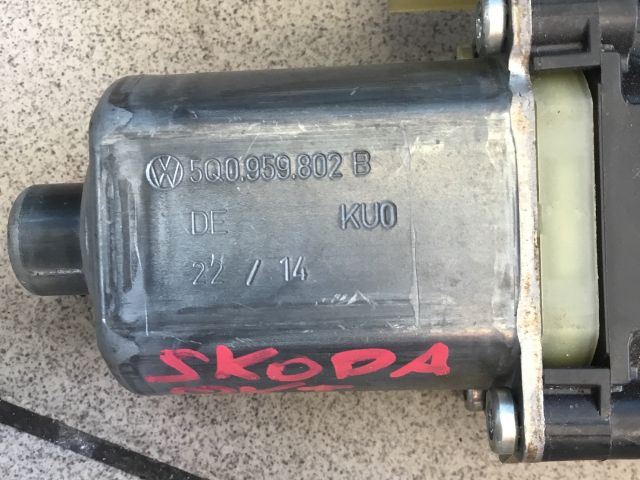 5Q0.959.802 B
DE KU0
22 / 14
SKODA